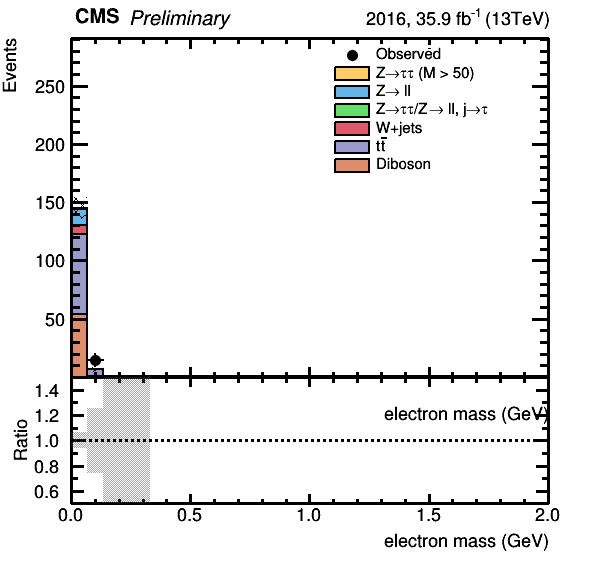 CMS Preliminary 2016, 35.9 fb⁻¹ (13TeV)
Events
Observed
Z→ττ (M > 50)
Z→ ll
Z→ττ/Z→ ll, j→τ
W+jets
tt̅
Diboson
250
200
150
100
50
electron mass (GeV)
Ratio
1.4
1.2
1.0
0.8
0.6
0.0 0.5 1.0 1.5 2.0
electron mass (GeV)